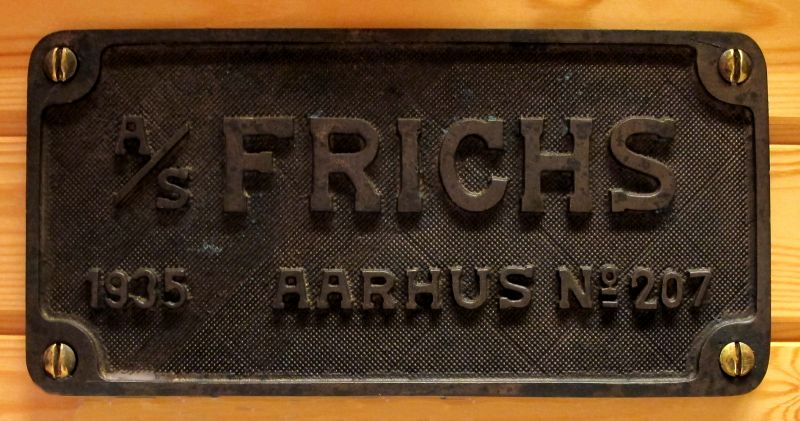 A/S FRICHS
1935 AARHUS Nº 207